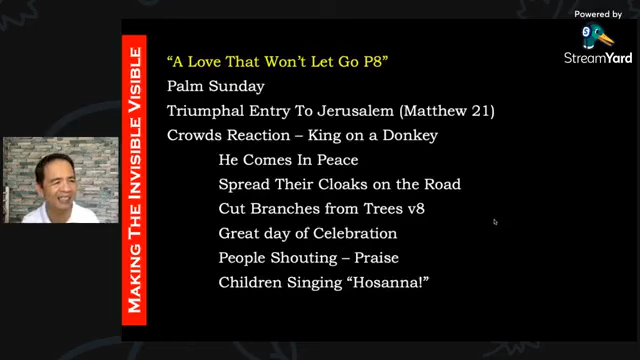 Powered by
StreamYard
MAKING THE INVISIBLE VISIBLE
“A Love That Won’t Let Go P8”
Palm Sunday
Triumphal Entry To Jerusalem (Matthew 21)
Crowds Reaction – King on a Donkey
He Comes In Peace
Spread Their Cloaks on the Road
Cut Branches from Trees v8
Great day of Celebration
People Shouting – Praise
Children Singing “Hosanna!”